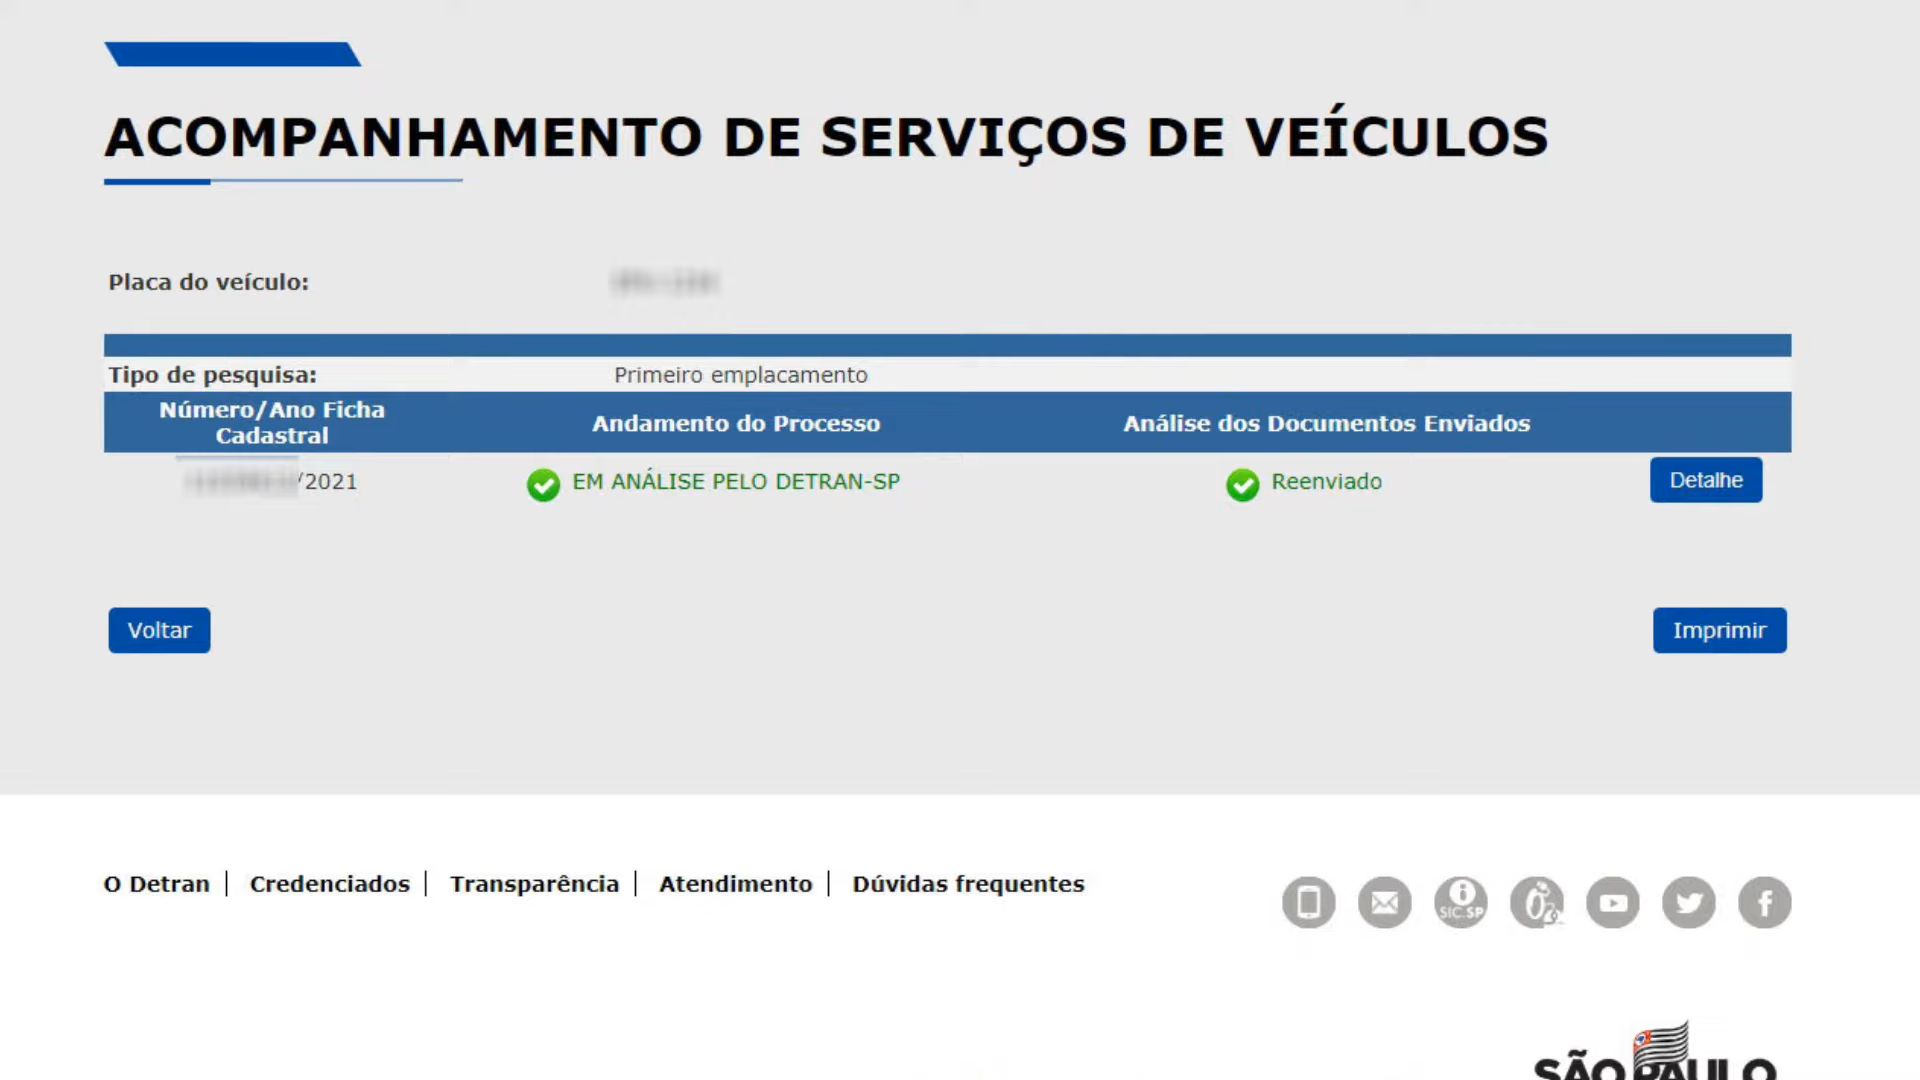 ACOMPANHAMENTO DE SERVIÇOS DE VEÍCULOS
Placa do veículo:
Tipo de pesquisa: Primeiro emplacamento
Número/Ano Ficha Cadastral Andamento do Processo Análise dos Documentos Enviados
/2021 EM ANÁLISE PELO DETRAN-SP Reenviado Detalhe
Voltar Imprimir
O Detran | Credenciados | Transparência | Atendimento | Dúvidas frequentes
SIC.SP
SÃO PAULO